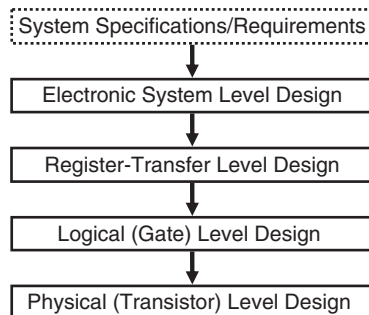 System Specifications/Requirements
Electronic System Level Design
Register-Transfer Level Design
Logical (Gate) Level Design
Physical (Transistor) Level Design